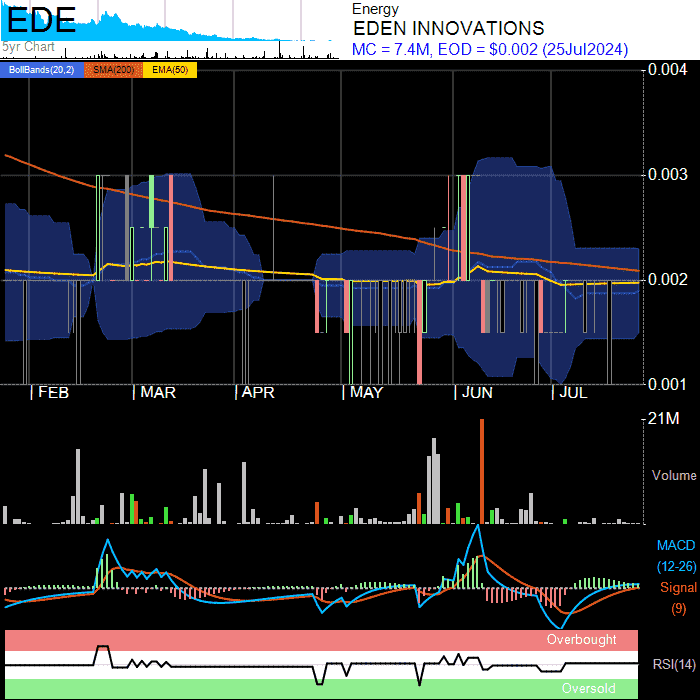 EDE
5yr Chart
Energy
EDEN INNOVATIONS
MC = 7.4M, EOD = $0.002 (25Jul2024)
BollBands(20,2) SMA(200) EMA(50)
0.004
0.003
0.002
0.001
FEB MAR APR MAY JUN JUL
21M
Volume
MACD
(12-26)
Signal
(9)
Overbought
RSI(14)
Oversold